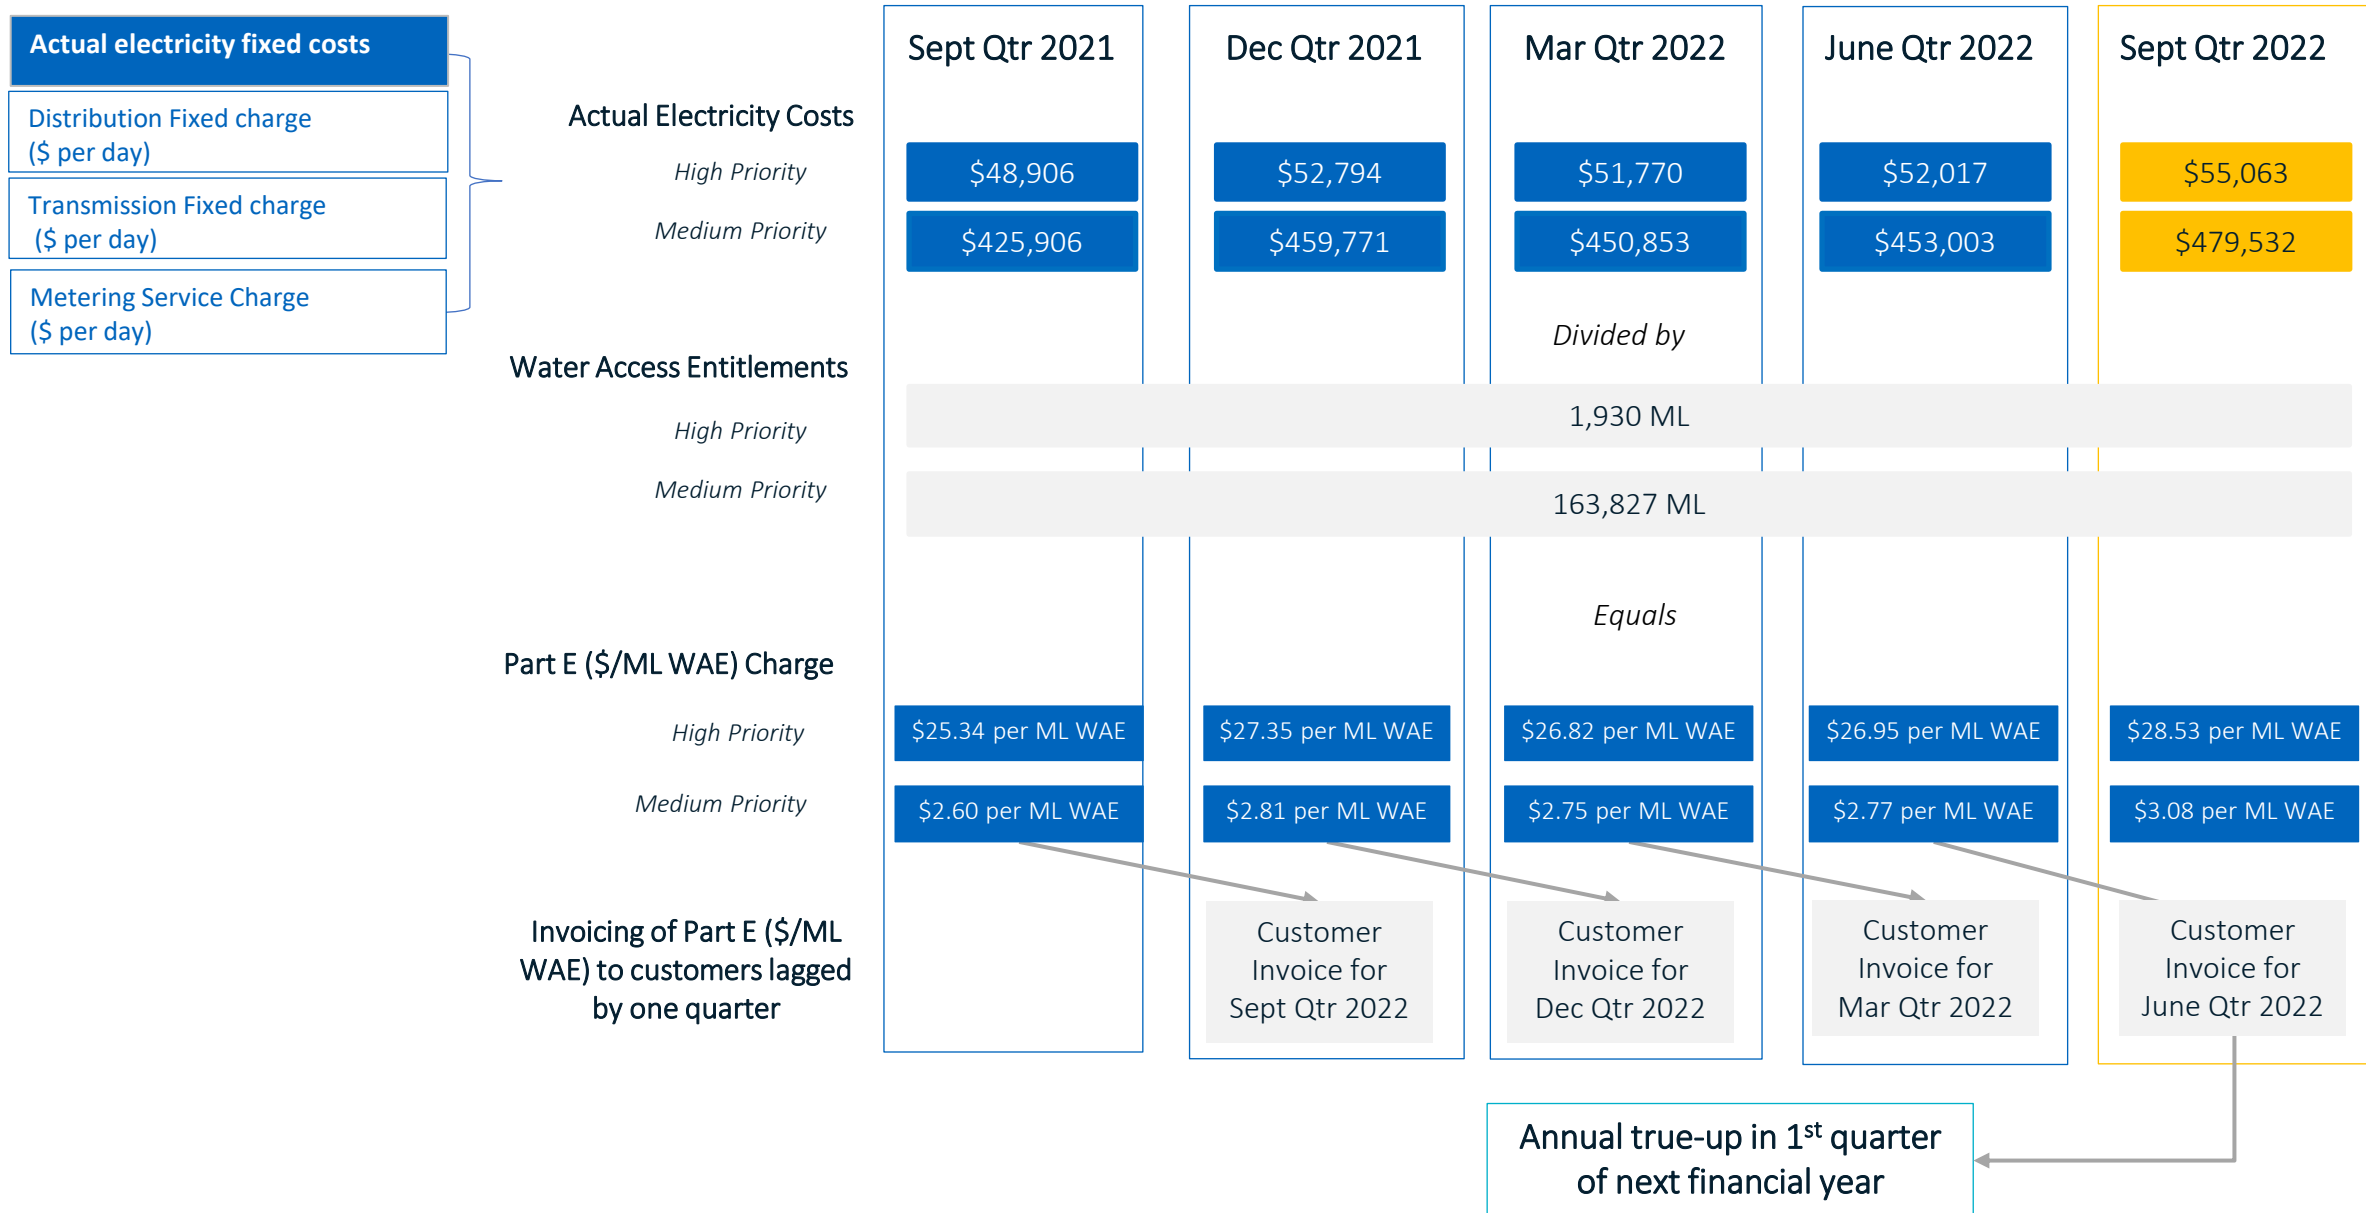 Actual electricity fixed costs
Distribution Fixed charge
($ per day)
Transmission Fixed charge
($ per day)
Metering Service Charge
($ per day)
Sept Qtr 2021
Dec Qtr 2021
Mar Qtr 2022
June Qtr 2022
Sept Qtr 2022
Actual Electricity Costs
High Priority
$48,906
$52,794
$51,770
$52,017
$55,063
Medium Priority
$425,906
$459,771
$450,853
$453,003
$479,532
Divided by
Water Access Entitlements
High Priority
1,930 ML
Medium Priority
163,827 ML
Equals
Part E ($/ML WAE) Charge
High Priority
$25.34 per ML WAE
$27.35 per ML WAE
$26.82 per ML WAE
$26.95 per ML WAE
$28.53 per ML WAE
Medium Priority
$2.60 per ML WAE
$2.81 per ML WAE
$2.75 per ML WAE
$2.77 per ML WAE
$3.08 per ML WAE
Invoicing of Part E ($/ML
WAE) to customers lagged
by one quarter
Customer
Invoice for
Sept Qtr 2022
Customer
Invoice for
Dec Qtr 2022
Customer
Invoice for
Mar Qtr 2022
Customer
Invoice for
June Qtr 2022
Annual true-up in 1st quarter
of next financial year